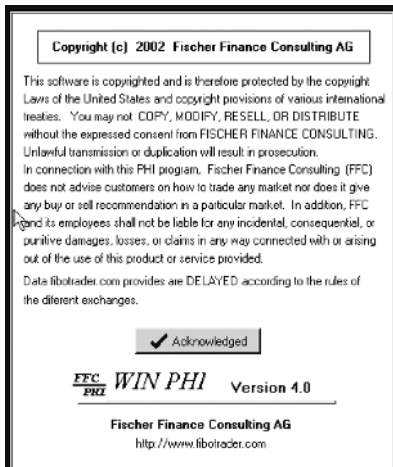 Copyright (c) 2002 Fischer Finance Consulting AG
This software is copyrighted and is therefore protected by the copyright
Laws of the United States and copyright provisions of various international
treaties. You may not COPY, MODIFY, RESELL, OR DISTRIBUTE
without the expressed consent from FISCHER FINANCE CONSULTING.
Unlawful transmission or duplication will result in prosecution.
In connection with this PHI program, Fischer Finance Consulting (FFC)
does not advise customers on how to trade any market nor does it give
any buy or sell recommendation in a particular market. In addition, FFC
and its employees shall not be liable for any incidental, consequential, or
punitive damages, losses, or claims in any way connected with or arising
out of the use of this product or service provided.
Data fibotrader.com provides are DELAYED according to the rules of
the diferent exchanges.
Acknowledged
FFC
PHI
WIN PHI Version 4.0
Fischer Finance Consulting AG
http://www.fibotrader.com